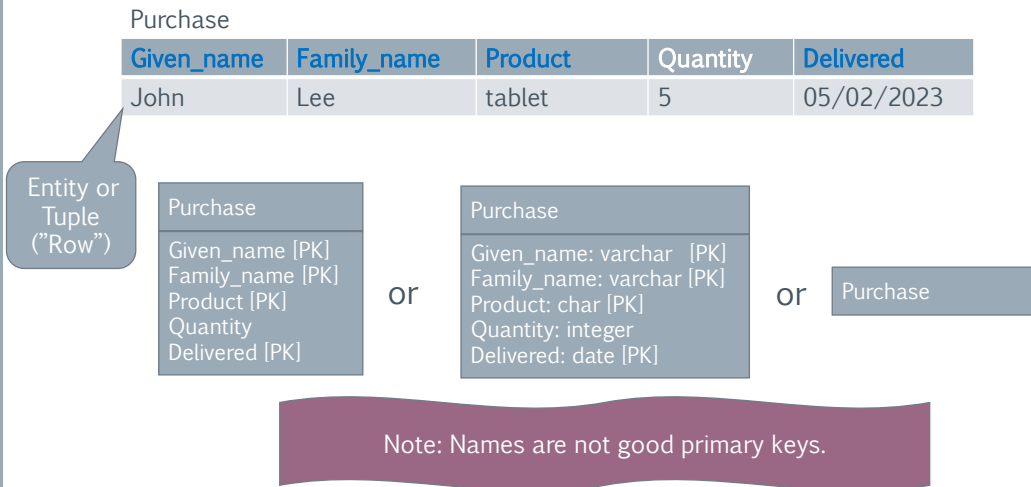 Purchase
Given_name Family_name Product Quantity Delivered
John Lee tablet 5 05/02/2023
Entity or
Tuple
(”Row”)
Purchase
Given_name [PK]
Family_name [PK]
Product [PK]
Quantity
Delivered [PK]
or
Purchase
Given_name: varchar [PK]
Family_name: varchar [PK]
Product: char [PK]
Quantity: integer
Delivered: date [PK]
or
Purchase
Note: Names are not good primary keys.